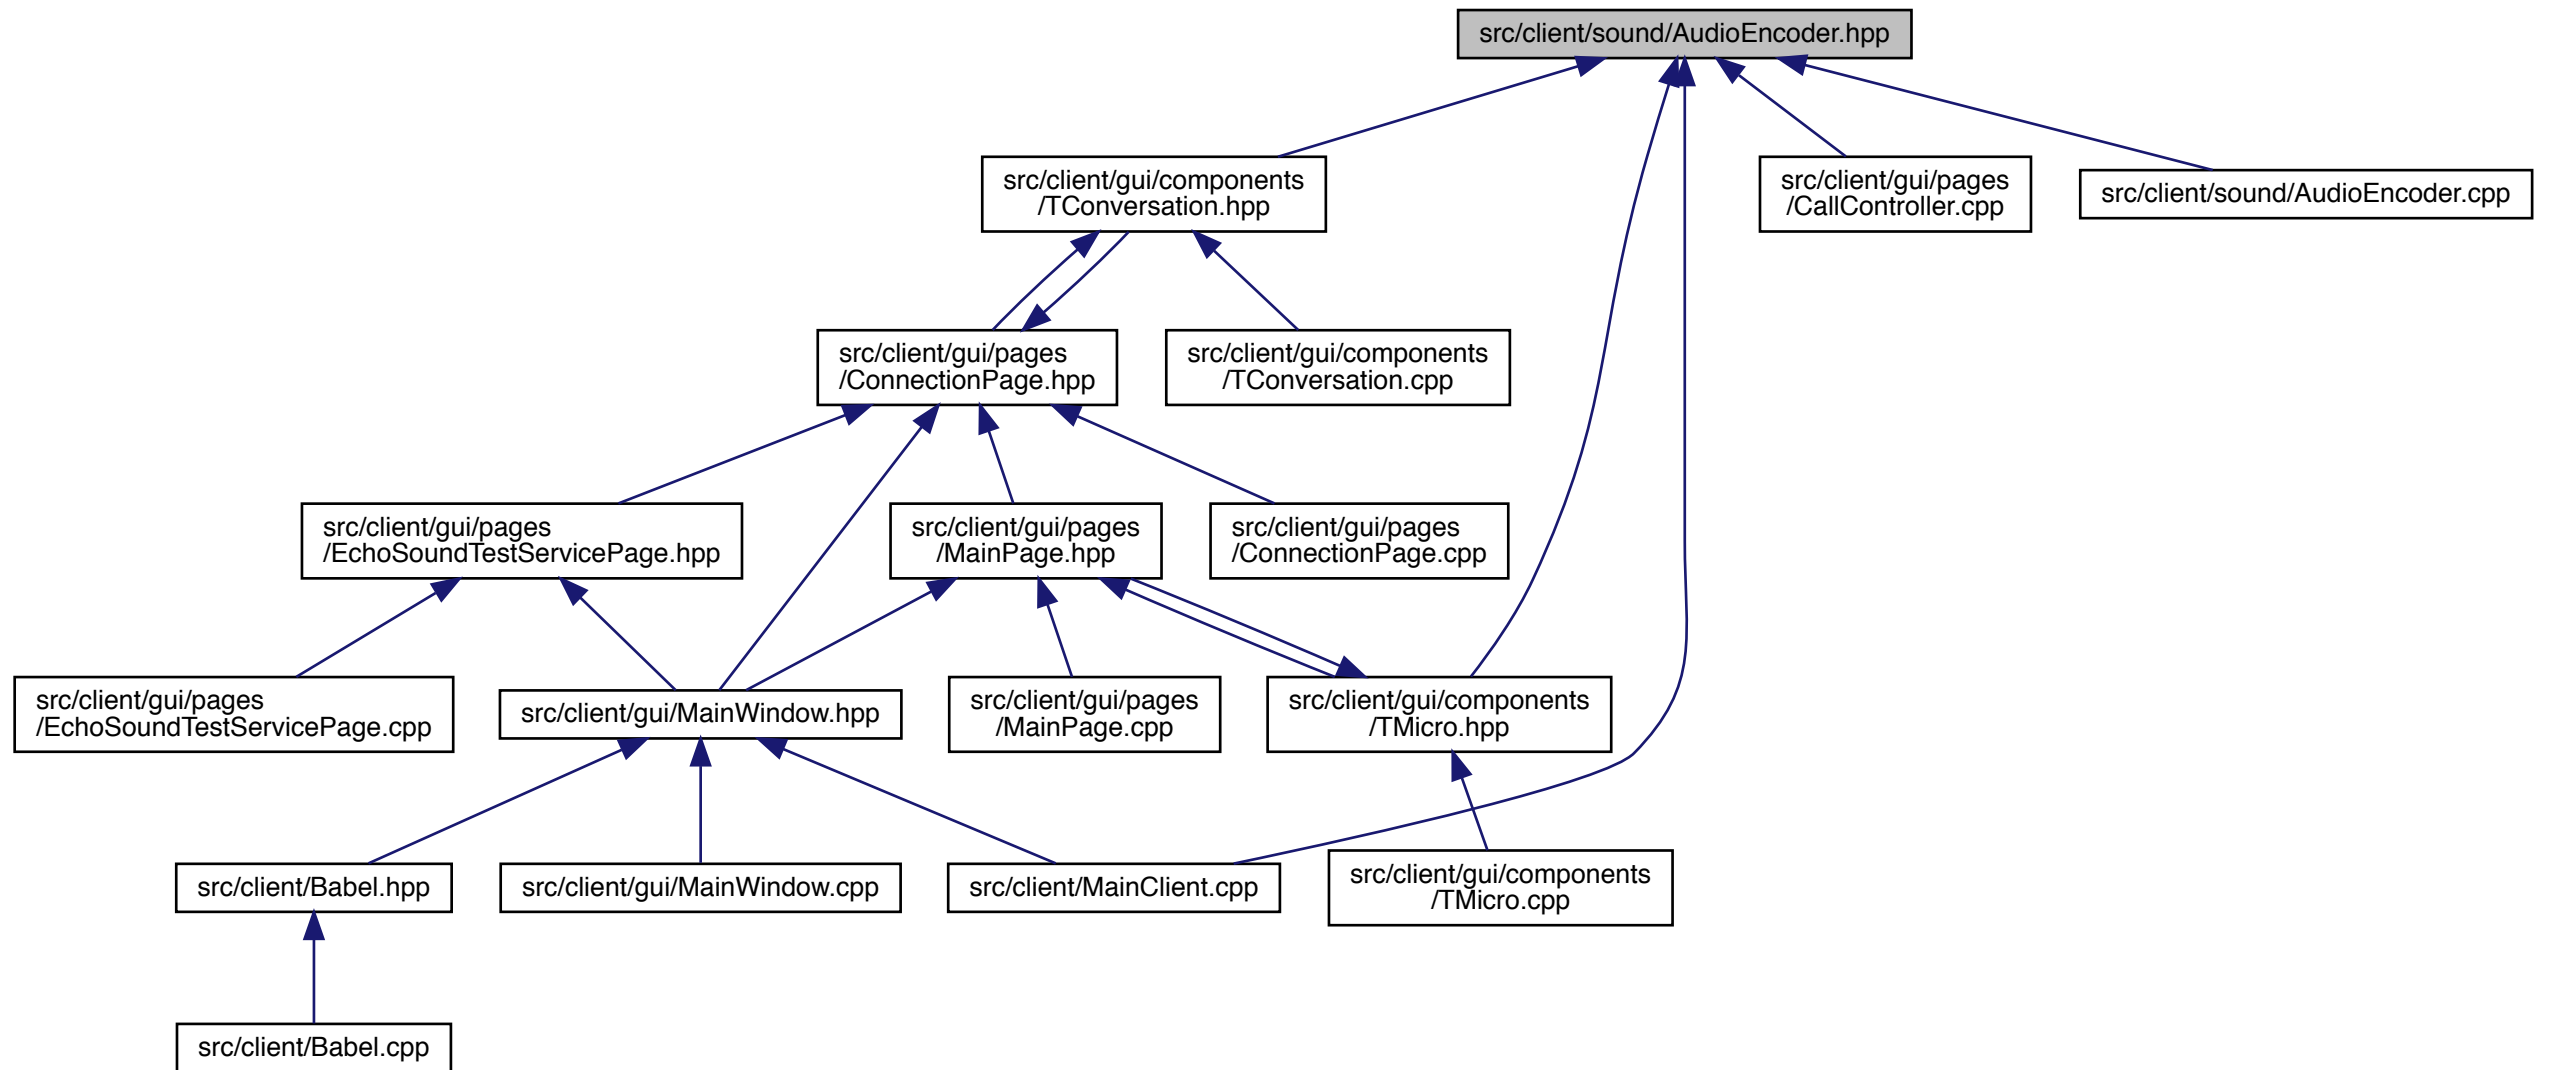 src/client/sound/AudioEncoder.hpp
src/client/gui/components
/TConversation.hpp
src/client/gui/pages
/CallController.cpp
src/client/sound/AudioEncoder.cpp
src/client/gui/pages
/ConnectionPage.hpp
src/client/gui/components
/TConversation.cpp
src/client/gui/pages
/EchoSoundTestServicePage.hpp
src/client/gui/pages
/MainPage.hpp
src/client/gui/pages
/ConnectionPage.cpp
src/client/gui/pages
/EchoSoundTestServicePage.cpp
src/client/gui/MainWindow.hpp
src/client/gui/pages
/MainPage.cpp
src/client/gui/components
/TMicro.hpp
src/client/Babel.hpp
src/client/gui/MainWindow.cpp
src/client/MainClient.cpp
src/client/gui/components
/TMicro.cpp
src/client/Babel.cpp